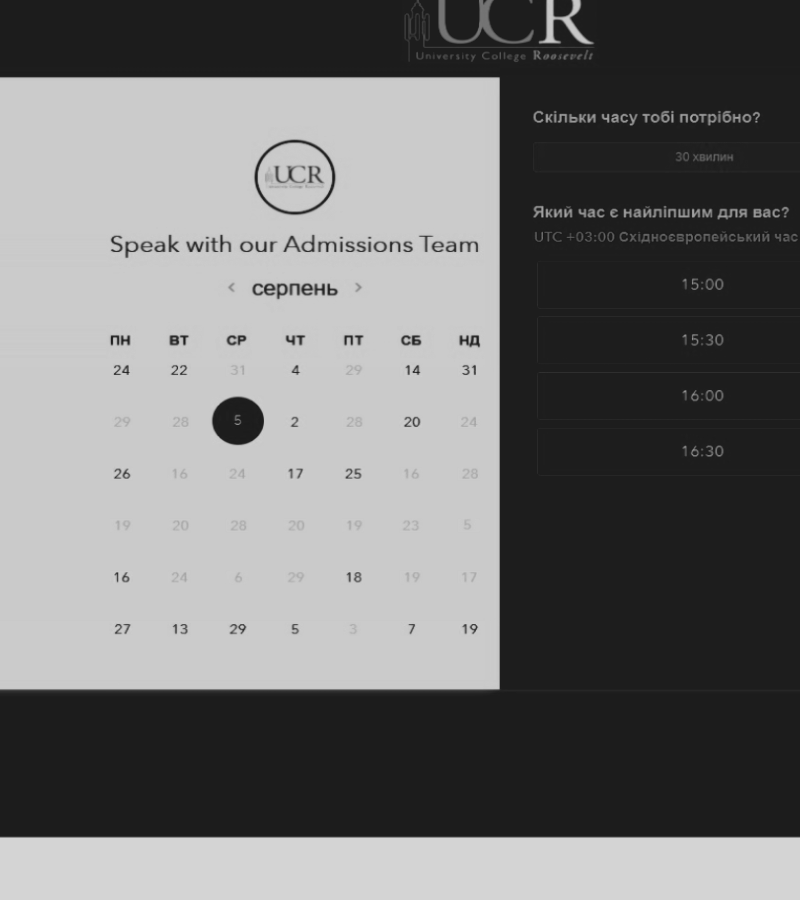 UCR
University College Roosevelt
UCR
Speak with our Admissions Team
< серпень >
ПН ВТ СР ЧТ ПТ СБ НД
24 22 31 4 29 14 31
29 28 5 2 28 20 24
26 16 24 17 25 16 28
19 20 28 20 19 23 5
16 24 6 29 18 19 17
27 13 29 5 3 7 19
Скільки часу тобі потрібно?
30 хвилин
Який час є найліпшим для вас?
UTC +03:00 Східноєвропейський час
15:00
15:30
16:00
16:30